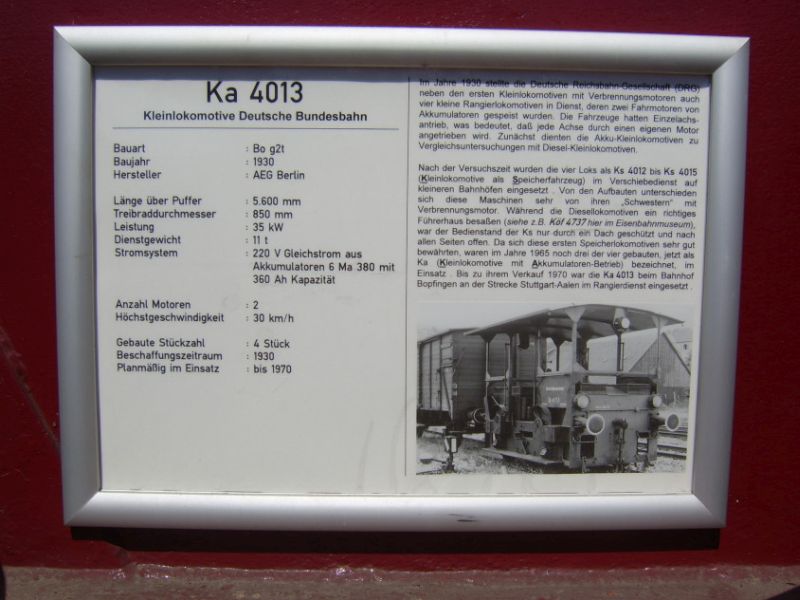 Ka 4013
Kleinlokomotive Deutsche Bundesbahn
Bauart : Bo g2t
Baujahr : 1930
Hersteller : AEG Berlin
Länge über Puffer : 5.600 mm
Treibraddurchmesser : 850 mm
Leistung : 35 kW
Dienstgewicht : 11 t
Stromsystem : 220 V Gleichstrom aus
Akkumulatoren 6 Ma 380 mit
360 Ah Kapazität
Anzahl Motoren : 2
Höchstgeschwindigkeit : 30 km/h
Gebaute Stückzahl : 4 Stück
Beschaffungszeitraum : 1930
Planmäßig im Einsatz : bis 1970
Im Jahre 1930 stellte die Deutsche Reichsbahn-Gesellschaft (DRG)
neben den ersten Kleinlokomotiven mit Verbrennungsmotoren auch
vier kleine Rangierlokomotiven in Dienst, deren zwei Fahrmotoren von
Akkumulatoren gespeist wurden. Die Fahrzeuge hatten Einzelachs-
antrieb, was bedeutet, daß jede Achse durch einen eigenen Motor
angetrieben wird. Zunächst dienten die Akku-Kleinlokomotiven zu
Vergleichsuntersuchungen mit Diesel-Kleinlokomotiven.
Nach der Versuchszeit wurden die vier Loks als Ks 4012 bis Ks 4015
(Kleinlokomotive als Speicherfahrzeug) im Verschiebedienst auf
kleineren Bahnhöfen eingesetzt . Von den Aufbauten unterschieden
sich diese Maschinen sehr von ihren „Schwestern“ mit
Verbrennungsmotor. Während die Diesellokomotiven ein richtiges
Führerhaus besaßen (siehe z.B. Köf 4737 hier im Eisenbahnmuseum),
war der Bedienstand der Ks nur durch ein Dach geschützt und nach
allen Seiten offen. Da sich diese ersten Speicherlokomotiven sehr gut
bewährten, waren im Jahre 1965 noch drei der vier gebauten, jetzt als
Ka (Kleinlokomotive mit Akkumulatoren-Betrieb) bezeichnet, im
Einsatz . Bis zu ihrem Verkauf 1970 war die Ka 4013 beim Bahnhof
Bopfingen an der Strecke Stuttgart-Aalen im Rangierdienst eingesetzt .